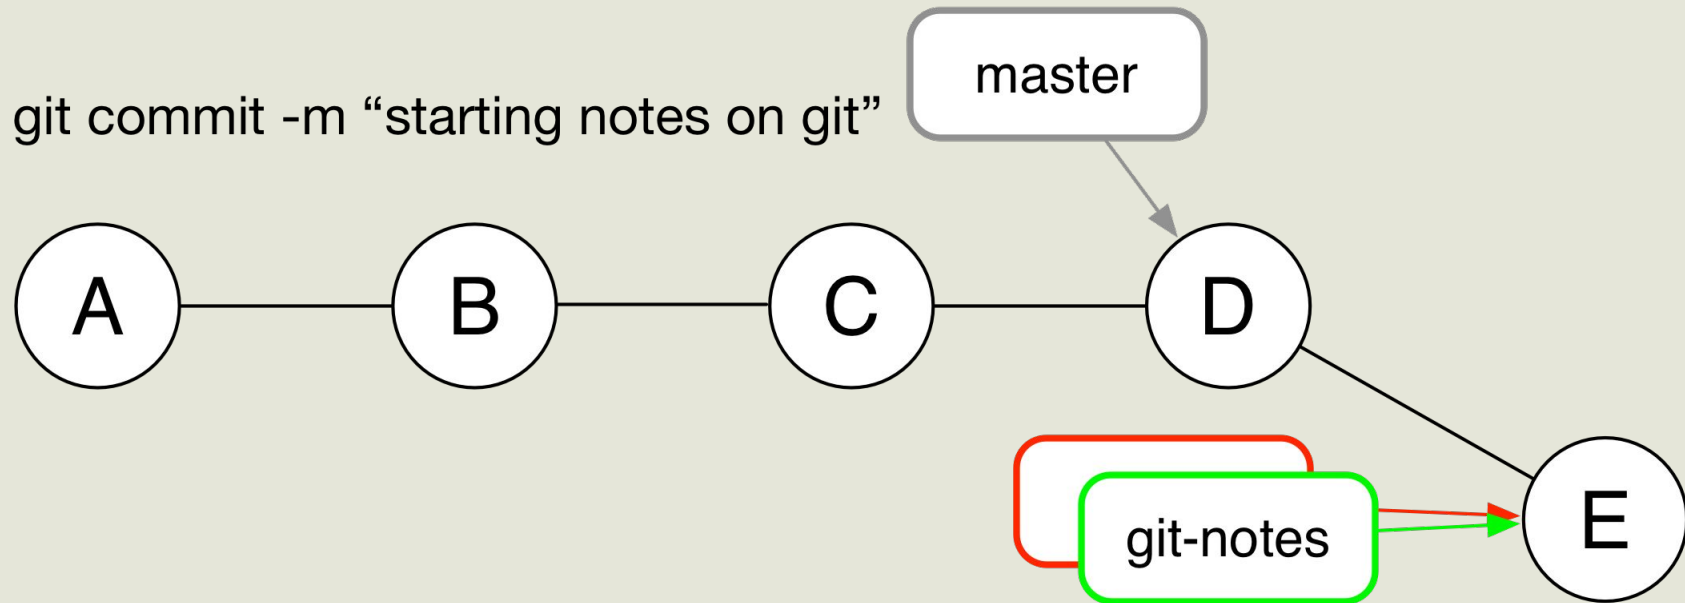 master
git commit -m “starting notes on git”
A
B
C
D
git-notes
E